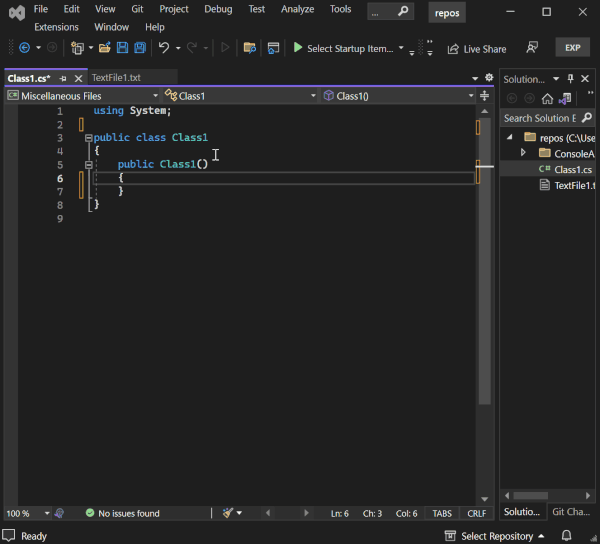 File Edit View Git Project Debug Test Analyze Tools ... repos
Extensions Window Help
Select Startup Item... Live Share EXP
Class1.cs* TextFile1.txt Solution...
Miscellaneous Files Class1 Class1()
Search Solution E
1 using System;
2
3 public class Class1
4 {
5 public Class1()
6 {
7 }
8 }
9
repos (C:\Use
ConsoleA
C# Class1.cs
TextFile1.t
100 % No issues found Ln: 6 Ch: 3 Col: 6 TABS CRLF
Solutio... Git Cha...
Ready Select Repository